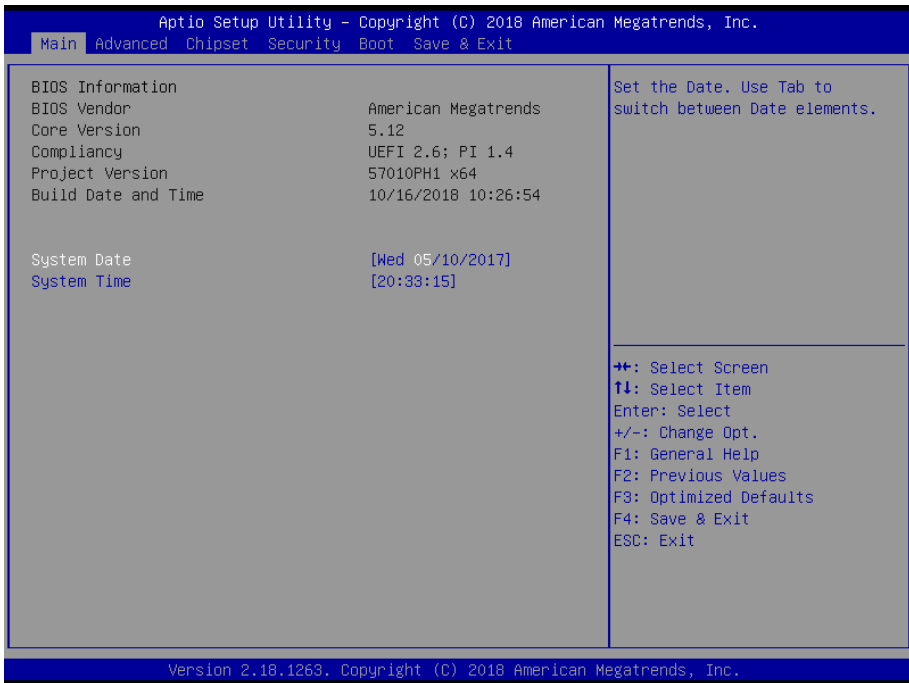 Aptio Setup Utility – Copyright (C) 2018 American Megatrends, Inc.
Main Advanced Chipset Security Boot Save & Exit
BIOS Information
BIOS Vendor American Megatrends
Core Version 5.12
Compliancy UEFI 2.6; PI 1.4
Project Version 57010PH1 x64
Build Date and Time 10/16/2018 10:26:54
System Date [Wed 05/10/2017]
System Time [20:33:15]
Set the Date. Use Tab to
switch between Date elements.
→←: Select Screen
↑↓: Select Item
Enter: Select
+/-: Change Opt.
F1: General Help
F2: Previous Values
F3: Optimized Defaults
F4: Save & Exit
ESC: Exit
Version 2.18.1263. Copyright (C) 2018 American Megatrends, Inc.